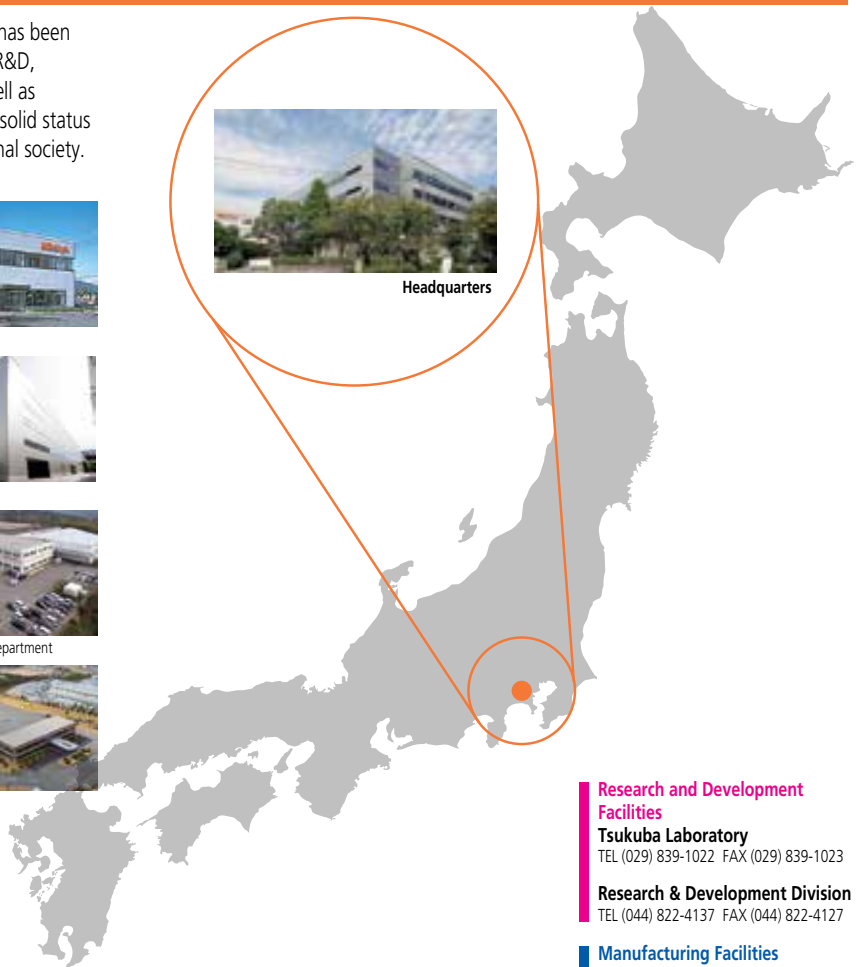 has been
R&D,
ell as
solid status
nal society.
Headquarters
epartment
Research and Development
Facilities
Tsukuba Laboratory
TEL (029) 839-1022 FAX (029) 839-1023
Research & Development Division
TEL (044) 822-4137 FAX (044) 822-4127
Manufacturing Facilities